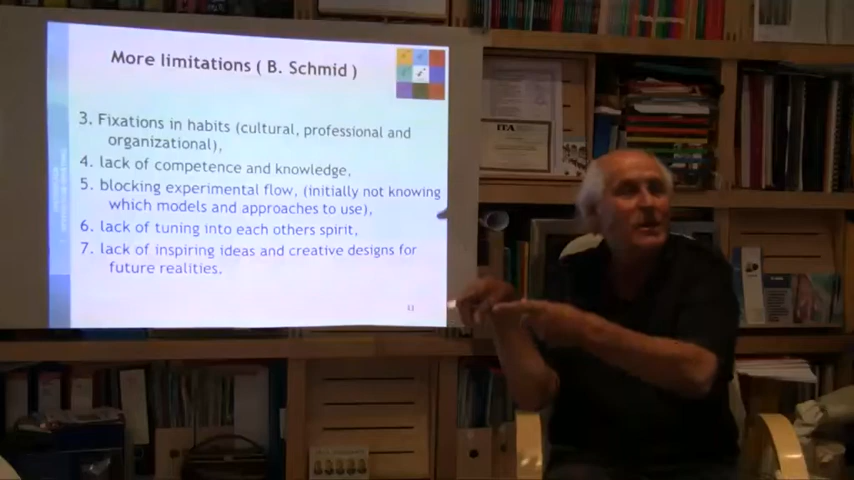 More limitations ( B. Schmid )
3. Fixations in habits (cultural, professional and
organizational),
4. lack of competence and knowledge,
5. blocking experimental flow, (initially not knowing
which models and approaches to use),
6. lack of tuning into each others spirit,
7. lack of inspiring ideas and creative designs for
future realities.
ITA